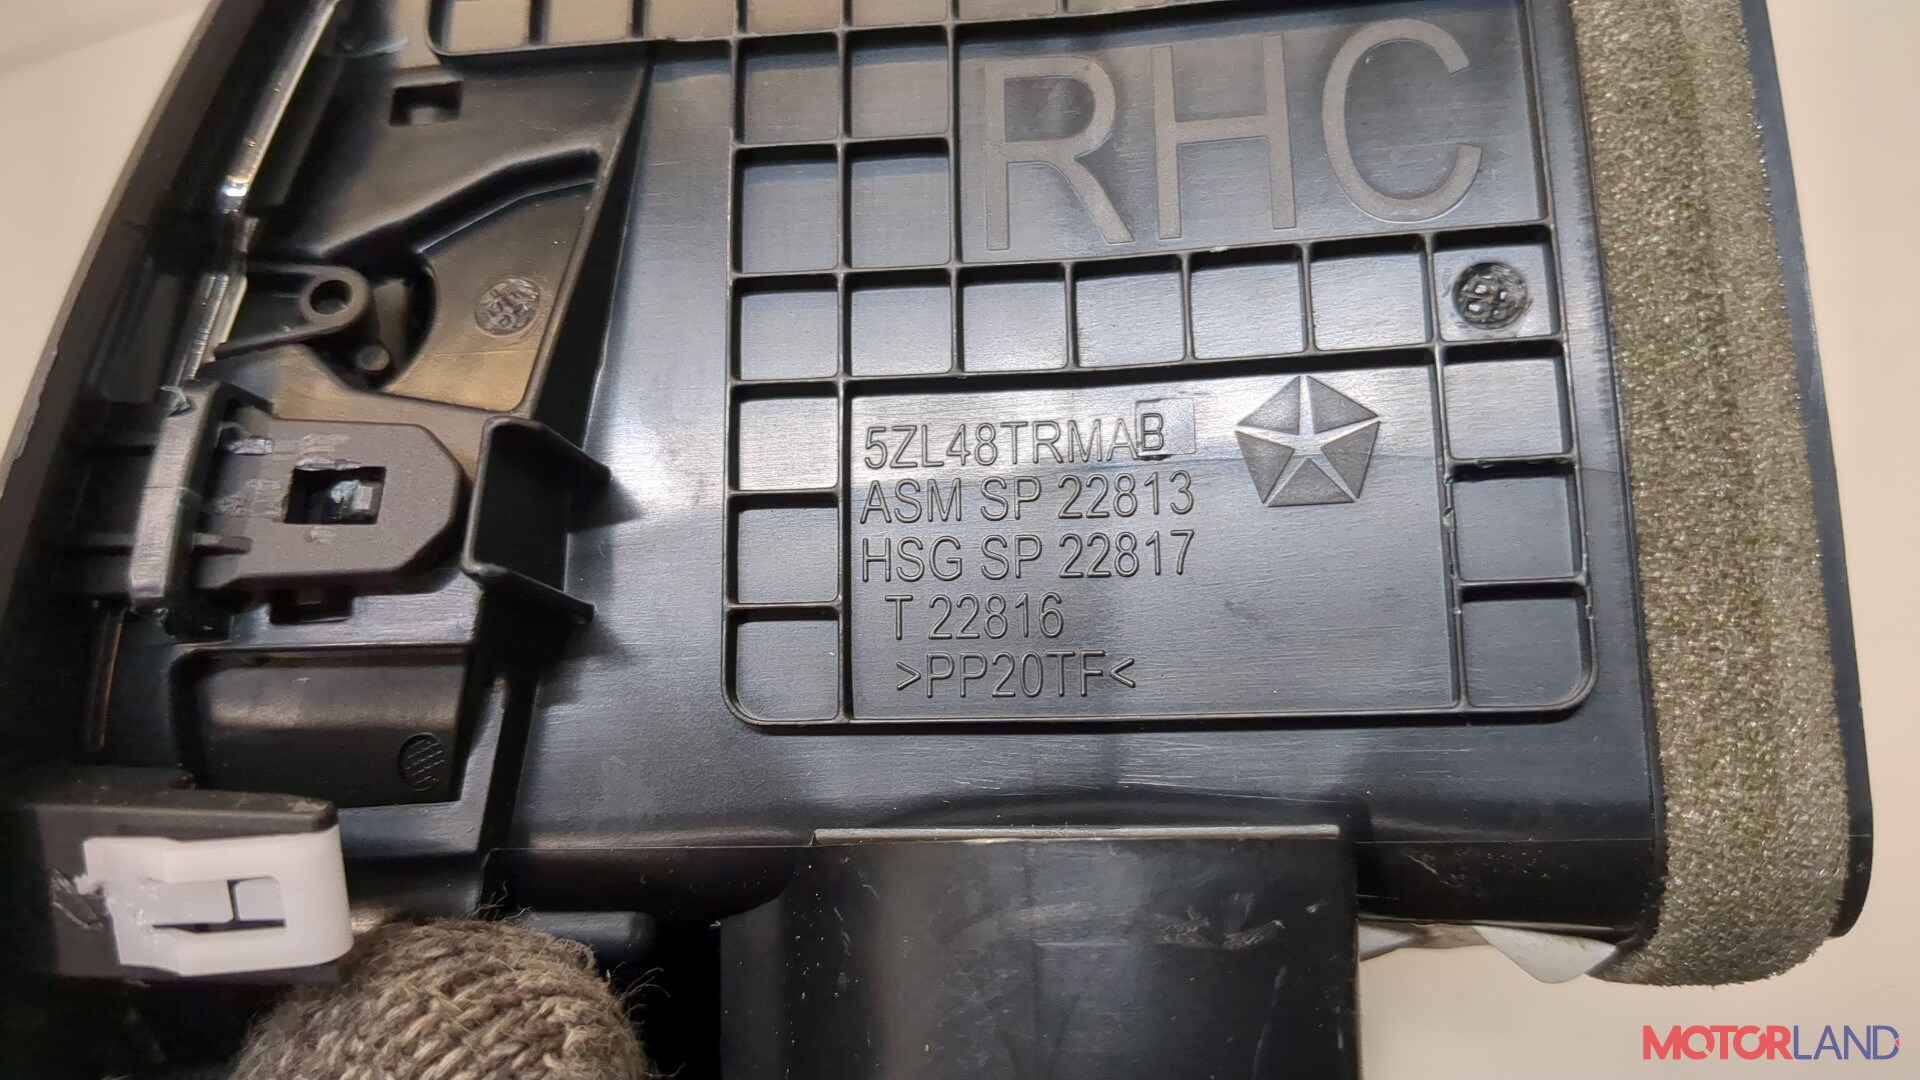 RHC
5ZL48TRMAB
ASM SP 22813
HSG SP 22817
T 22816
>PP20TF<
MOTORLAND